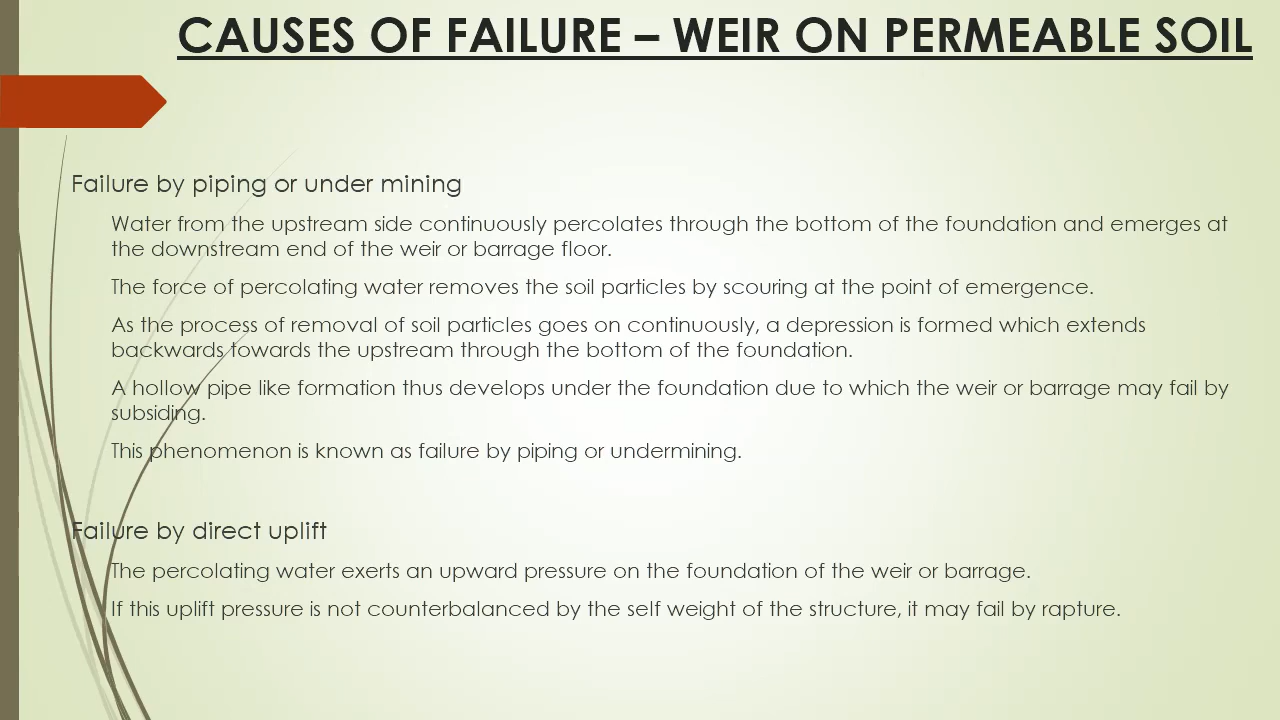 CAUSES OF FAILURE – WEIR ON PERMEABLE SOIL
Failure by piping or under mining
Water from the upstream side continuously percolates through the bottom of the foundation and emerges at
the downstream end of the weir or barrage floor.
The force of percolating water removes the soil particles by scouring at the point of emergence.
As the process of removal of soil particles goes on continuously, a depression is formed which extends
backwards towards the upstream through the bottom of the foundation.
A hollow pipe like formation thus develops under the foundation due to which the weir or barrage may fail by
subsiding.
This phenomenon is known as failure by piping or undermining.
Failure by direct uplift
The percolating water exerts an upward pressure on the foundation of the weir or barrage.
If this uplift pressure is not counterbalanced by the self weight of the structure, it may fail by rapture.